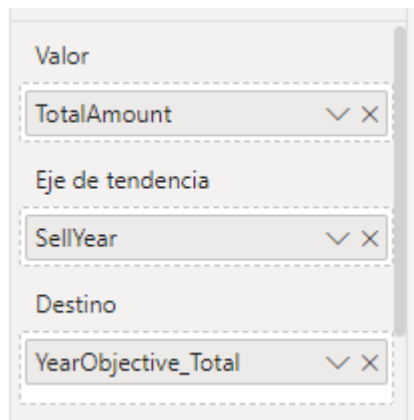 Valor
TotalAmount
Eje de tendencia
SellYear
Destino
YearObjective_Total